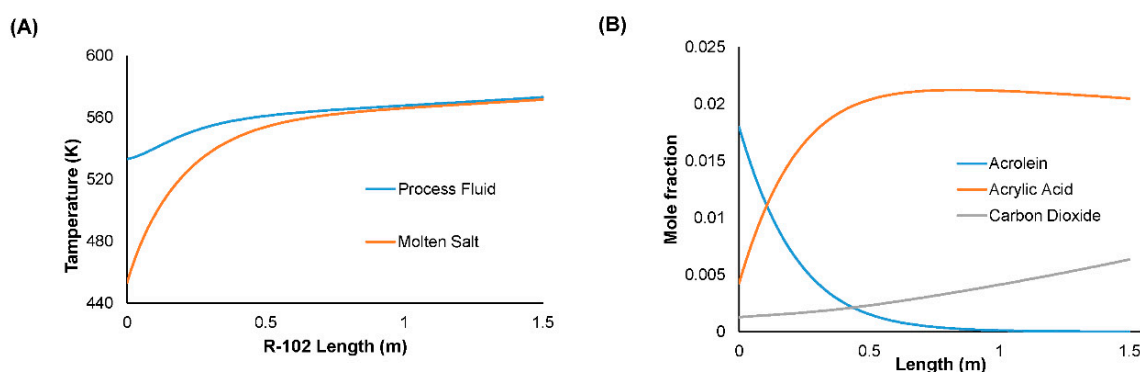 (A)
Tamperature (K)
600
560
520
480
440
0
0.5
1
1.5
R-102 Length (m)
Process Fluid
Molten Salt
(B)
Mole fraction
0.025
0.02
0.015
0.01
0.005
0
0
0.5
1
1.5
Length (m)
Acrolein
Acrylic Acid
Carbon Dioxide